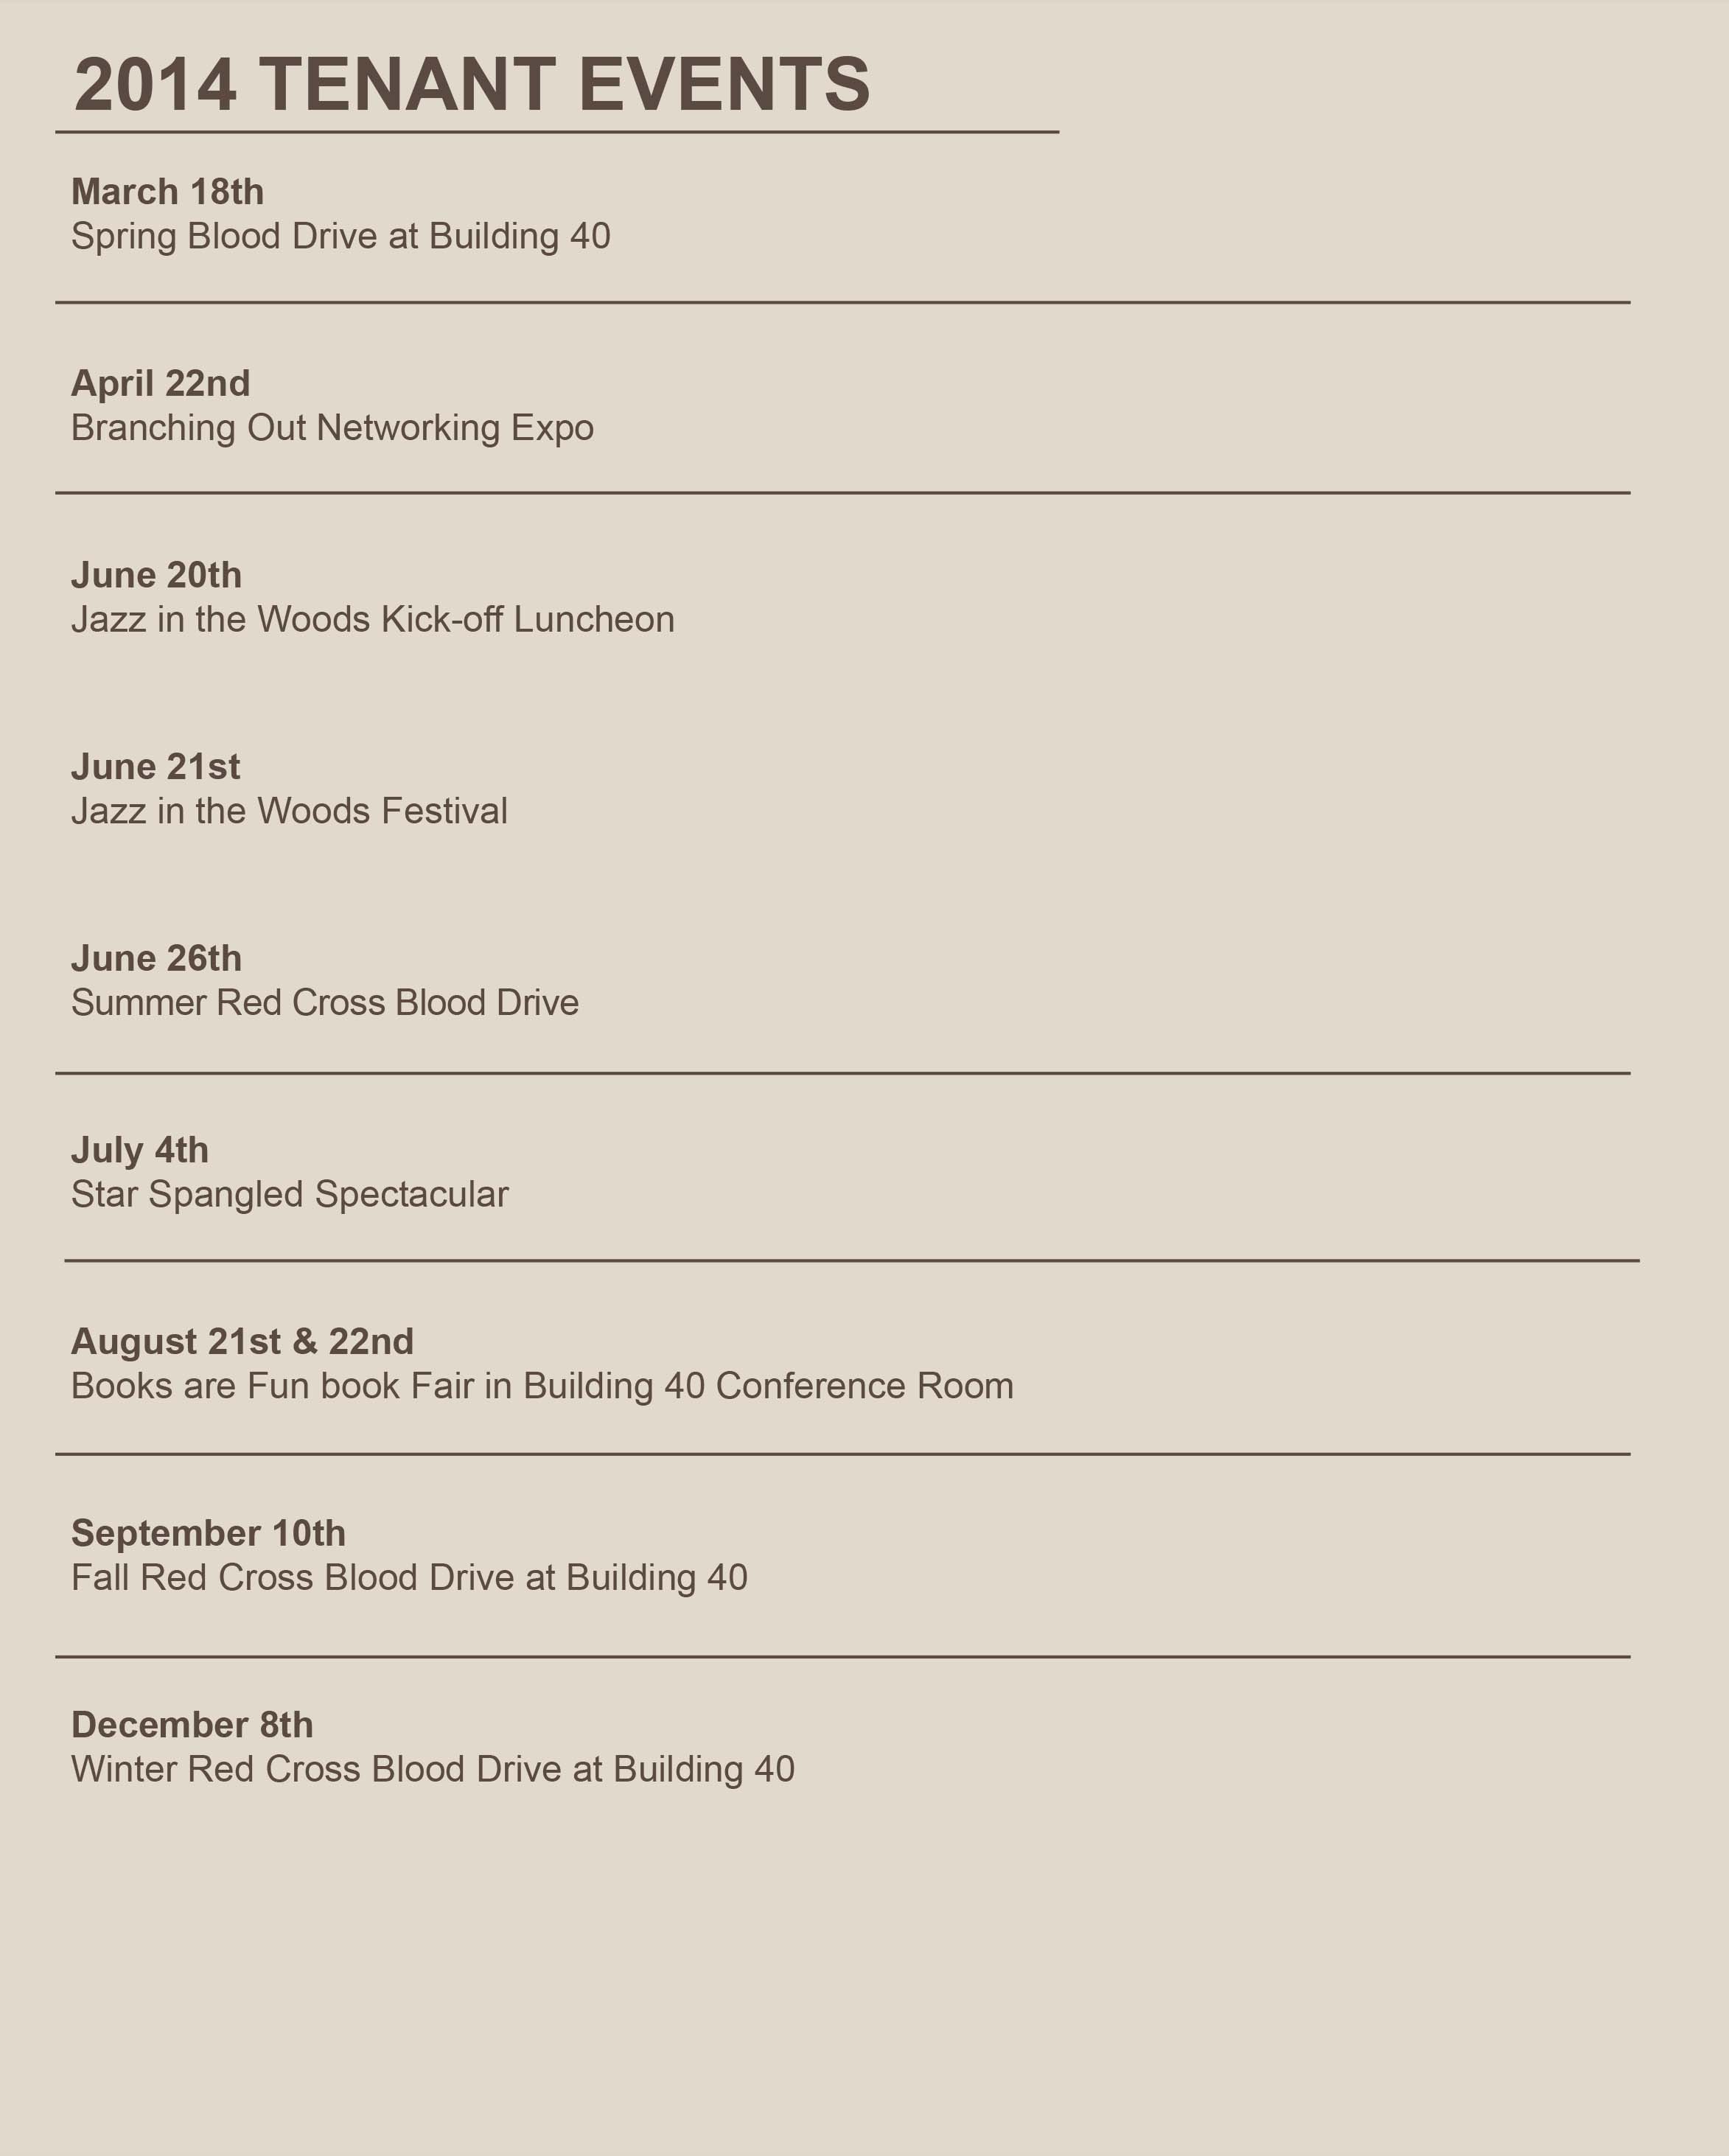 2014 TENANT EVENTS
March 18th
Spring Blood Drive at Building 40
April 22nd
Branching Out Networking Expo
June 20th
Jazz in the Woods Kick-off Luncheon
June 21st
Jazz in the Woods Festival
June 26th
Summer Red Cross Blood Drive
July 4th
Star Spangled Spectacular
August 21st & 22nd
Books are Fun book Fair in Building 40 Conference Room
September 10th
Fall Red Cross Blood Drive at Building 40
December 8th
Winter Red Cross Blood Drive at Building 40